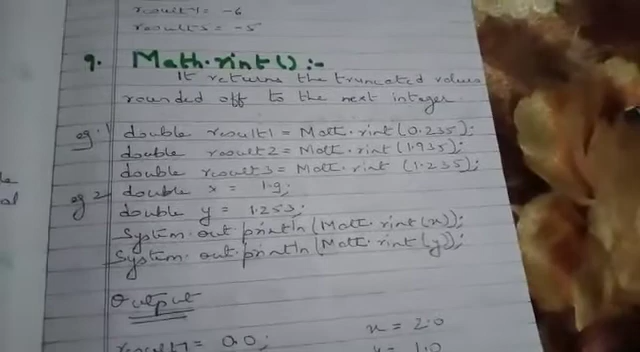 result1 = -6
result2 = -5
9. Math.rint() :-
It returns the truncated values
rounded off to the next integer
eg. 1 double result1 = Math.rint(0.235);
double result2 = Math.rint(1.935);
double result3 = Math.rint (1.235);
eg 2 double x = 1.9;
double y = 1.253;
System.out.println(Math.rint(x));
System.out.println(Math.rint(y));
Output
result1 = 0.0; x = 2.0
y = 1.0
al